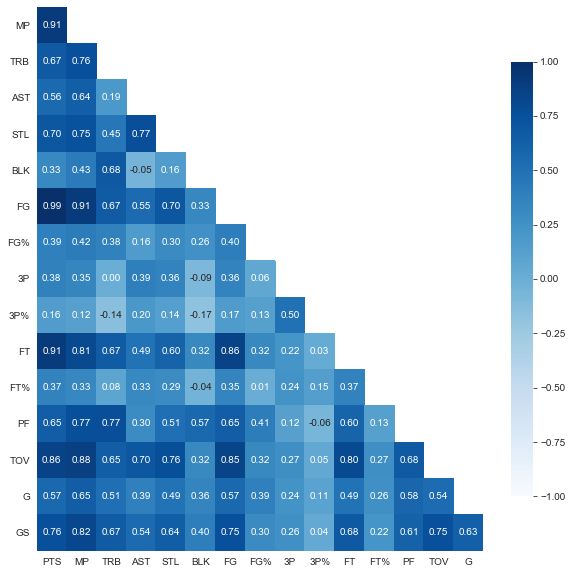 MP 0.91
TRB 0.67 0.76
AST 0.56 0.64 0.19
STL 0.70 0.75 0.45 0.77
BLK 0.33 0.43 0.68 -0.05 0.16
FG 0.99 0.91 0.67 0.55 0.70 0.33
FG% 0.39 0.42 0.38 0.16 0.30 0.26 0.40
3P 0.38 0.35 0.00 0.39 0.36 -0.09 0.36 0.06
3P% 0.16 0.12 -0.14 0.20 0.14 -0.17 0.17 0.13 0.50
FT 0.91 0.81 0.67 0.49 0.60 0.32 0.86 0.32 0.22 0.03
FT% 0.37 0.33 0.08 0.33 0.29 -0.04 0.35 0.01 0.24 0.15 0.37
PF 0.65 0.77 0.77 0.30 0.51 0.57 0.65 0.41 0.12 -0.06 0.60 0.13
TOV 0.86 0.88 0.65 0.70 0.76 0.32 0.85 0.32 0.27 0.05 0.80 0.27 0.68
G 0.57 0.65 0.51 0.39 0.49 0.36 0.57 0.39 0.24 0.11 0.49 0.26 0.58 0.54
GS 0.76 0.82 0.67 0.54 0.64 0.40 0.75 0.30 0.26 0.04 0.68 0.22 0.61 0.75 0.63
PTS MP TRB AST STL BLK FG FG% 3P 3P% FT FT% PF TOV G
1.00
0.75
0.50
0.25
0.00
−0.25
−0.50
−0.75
−1.00